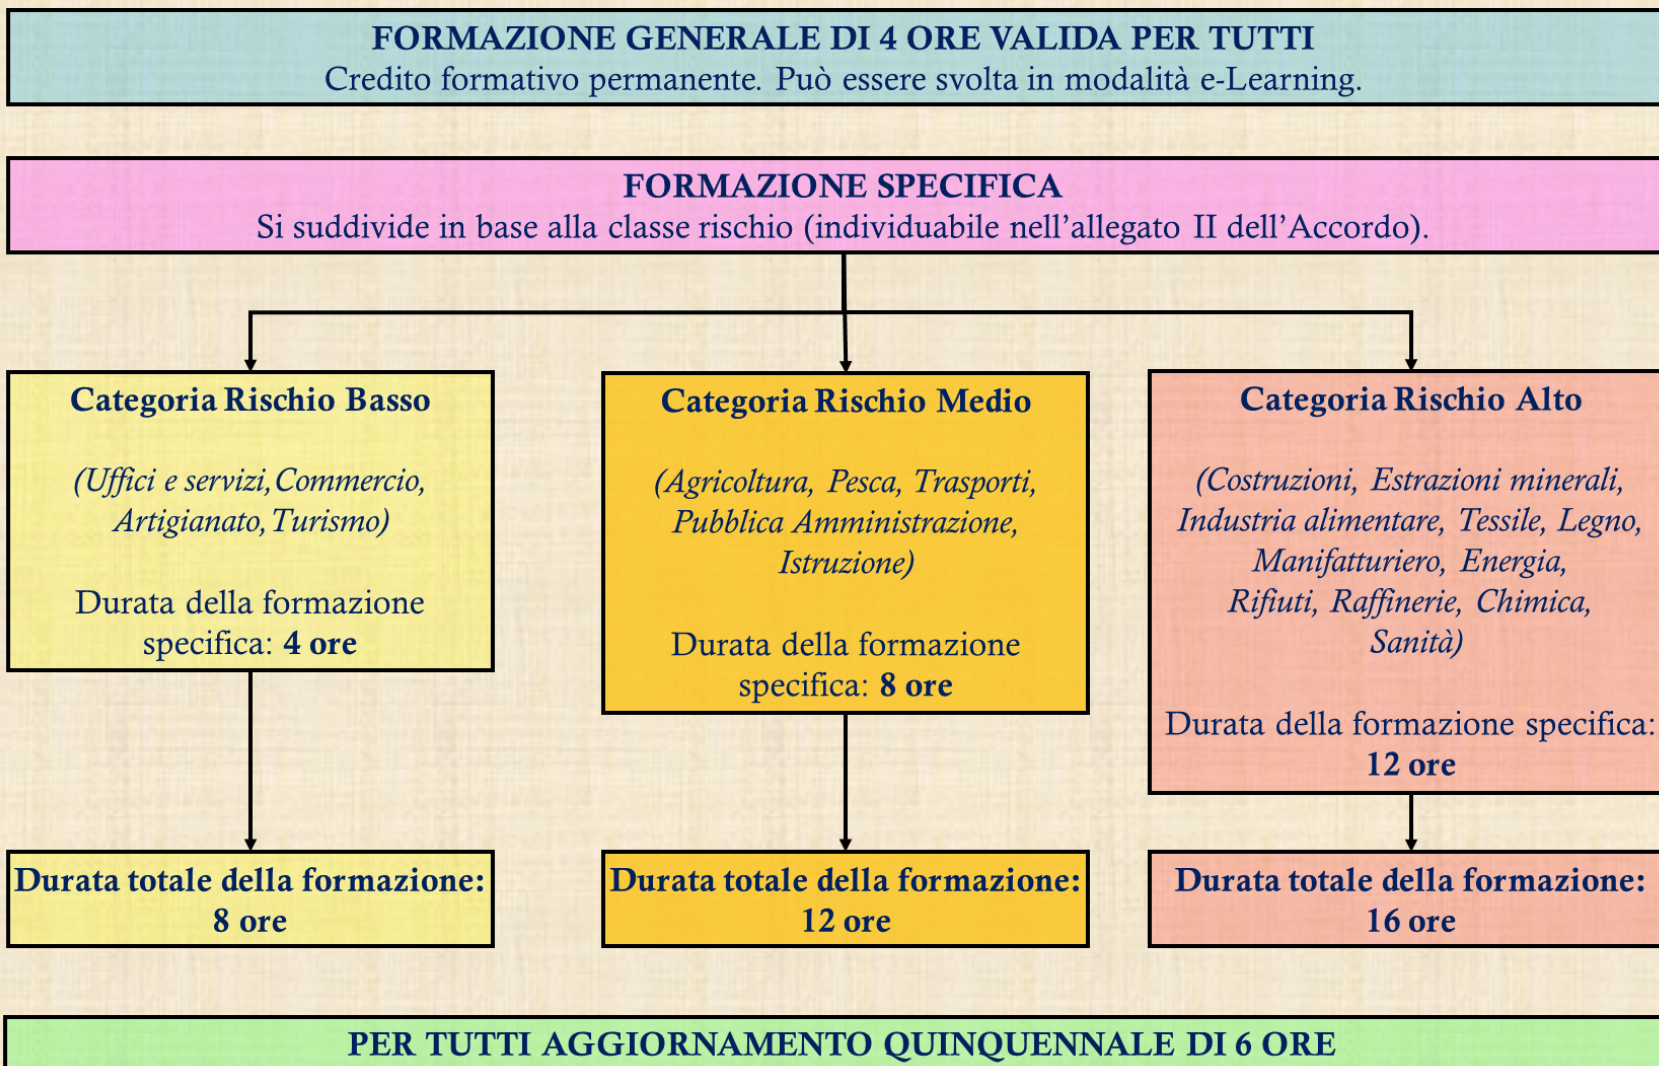 FORMAZIONE GENERALE DI 4 ORE VALIDA PER TUTTI
Credito formativo permanente. Può essere svolta in modalità e-Learning.
FORMAZIONE SPECIFICA
Si suddivide in base alla classe rischio (individuabile nell’allegato II dell’Accordo).
Categoria Rischio Basso
(Uffici e servizi, Commercio,
Artigianato, Turismo)
Durata della formazione
specifica: 4 ore
Categoria Rischio Medio
(Agricoltura, Pesca, Trasporti,
Pubblica Amministrazione,
Istruzione)
Durata della formazione
specifica: 8 ore
Categoria Rischio Alto
(Costruzioni, Estrazioni minerali,
Industria alimentare, Tessile, Legno,
Manifatturiero, Energia,
Rifiuti, Raffinerie, Chimica,
Sanità)
Durata della formazione specifica:
12 ore
Durata totale della formazione:
8 ore
Durata totale della formazione:
12 ore
Durata totale della formazione:
16 ore
PER TUTTI AGGIORNAMENTO QUINQUENNALE DI 6 ORE